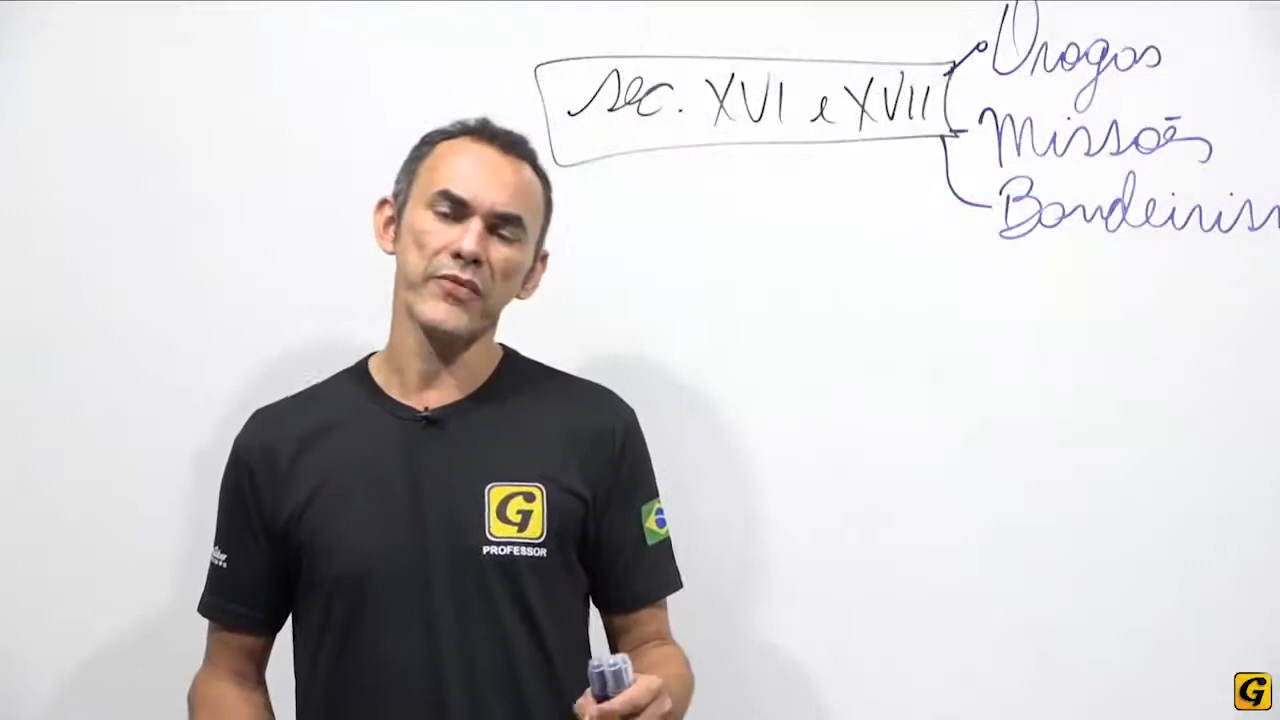 sec. XVI e XVII
Drogas
Missões
Bandeirism
G
PROFESSOR
G